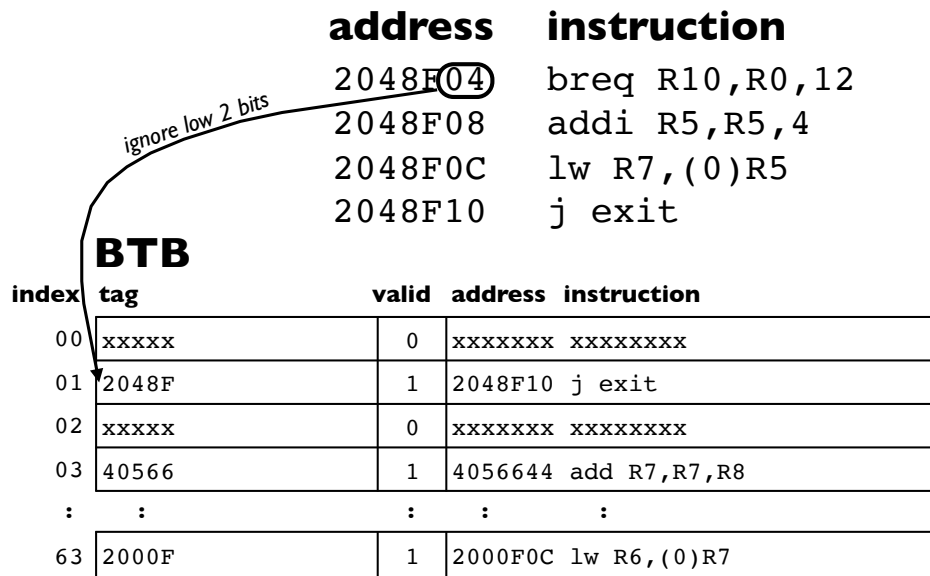 address instruction
2048F04 breq R10,R0,12
ignore low 2 bits
2048F08 addi R5,R5,4
2048F0C lw R7,(0)R5
2048F10 j exit
BTB
index tag valid address instruction
00 xxxxx 0 xxxxxxx xxxxxxxx
01 2048F 1 2048F10 j exit
02 xxxxx 0 xxxxxxx xxxxxxxx
03 40566 1 4056644 add R7,R7,R8
: : : : :
63 2000F 1 2000F0C lw R6,(0)R7